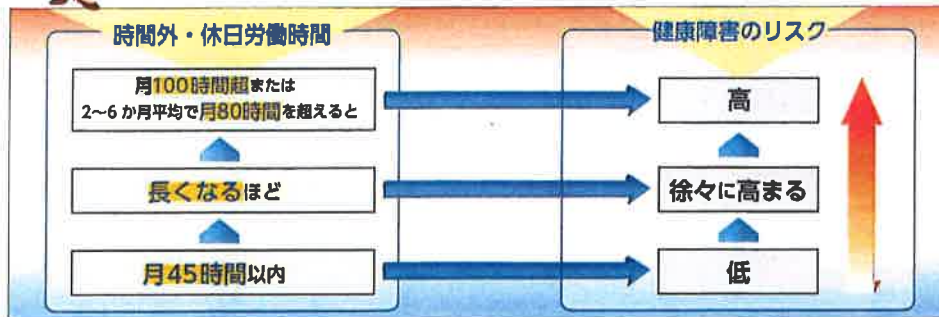 時間外・休日労働時間
健康障害のリスク
月100時間超または
2〜6か月平均で月80時間を超えると
高
長くなるほど
徐々に高まる
月45時間以内
低